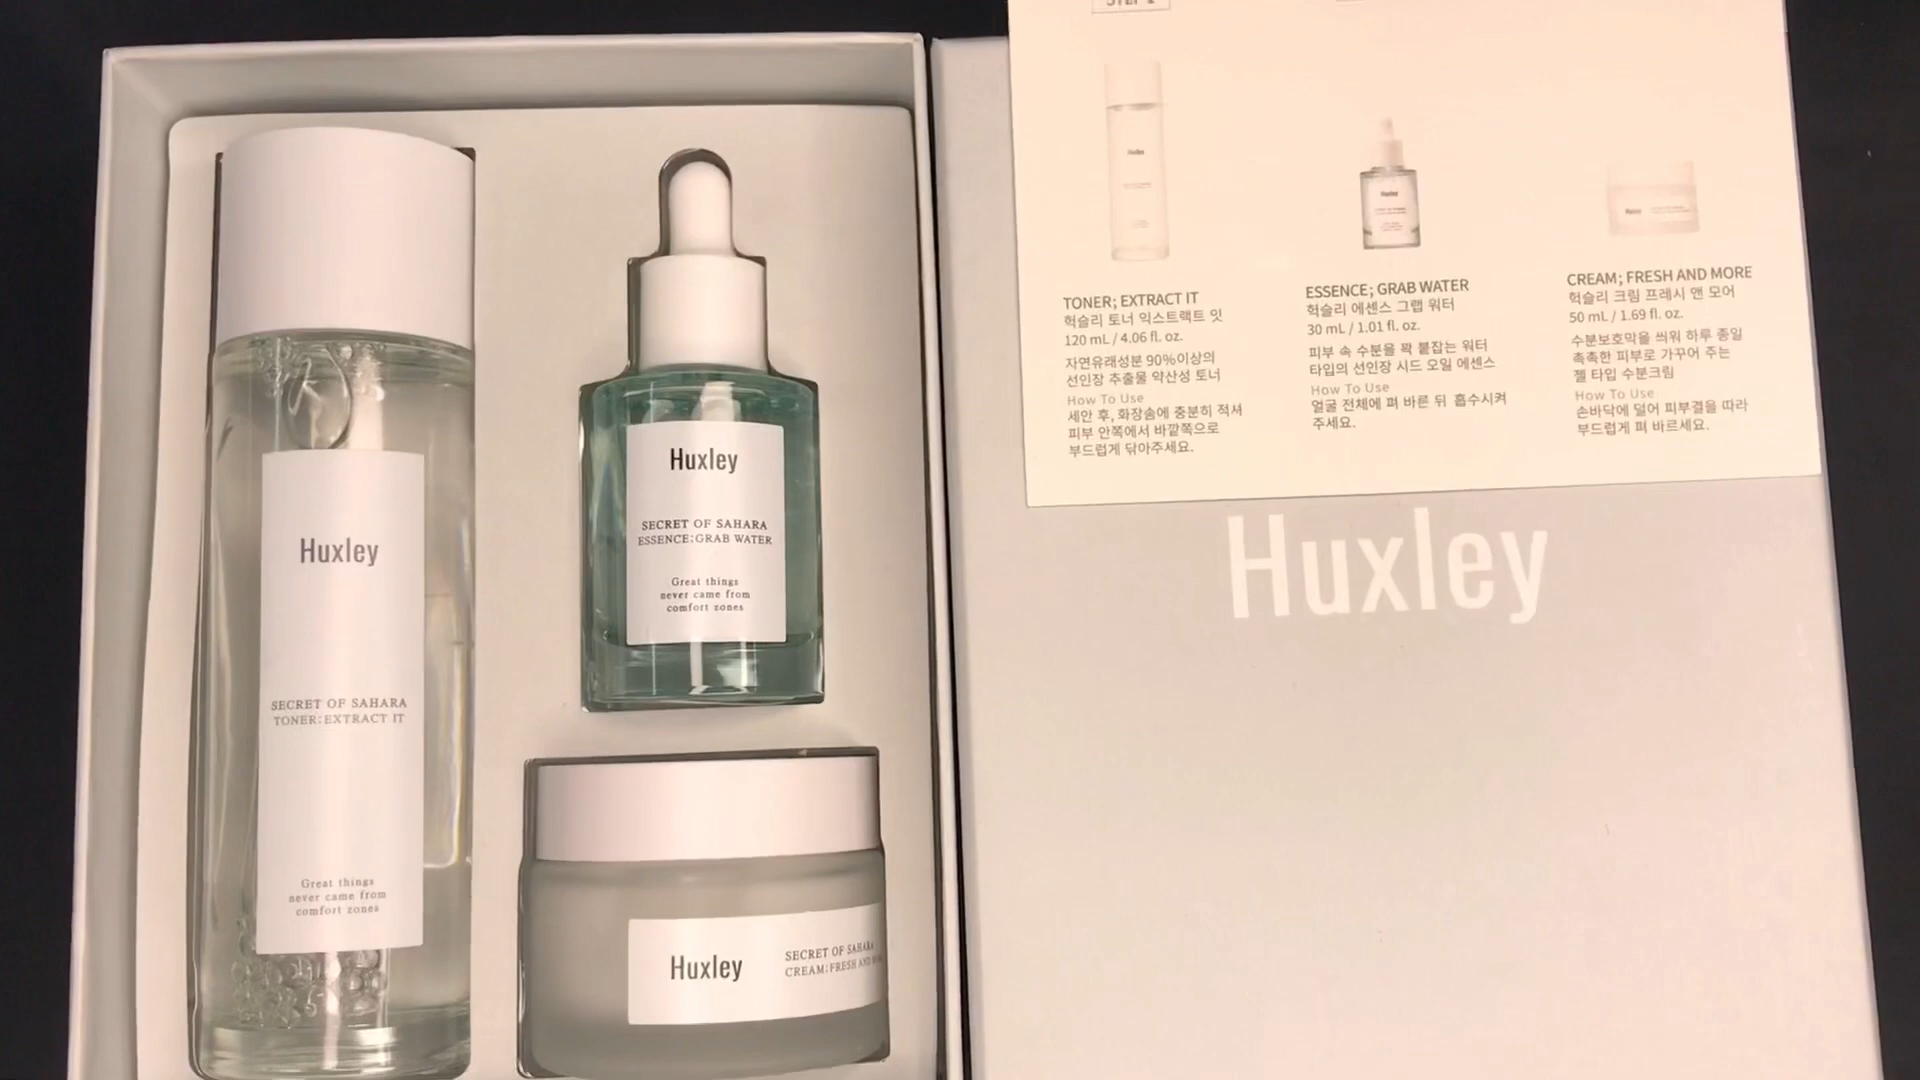 Huxley
SECRET OF SAHARA
TONER;EXTRACT IT
Great things
never came from
comfort zones
Huxley
SECRET OF SAHARA
ESSENCE;GRAB WATER
Great things
never came from
comfort zones
Huxley
SECRET OF SAHARA
CREAM;FRESH AND
Huxley
TONER; EXTRACT IT
헉슬리 토너 익스트랙트 잇
120 mL / 4.06 fl. oz.
자연유래성분 90%이상의
선인장 추출물 약산성 토너
How To Use
세안 후, 화장솜에 충분히 적셔
피부 안쪽에서 바깥쪽으로
부드럽게 닦아주세요.
Huxley
ESSENCE; GRAB WATER
헉슬리 에센스 그랩 워터
30 mL / 1.01 fl. oz.
피부 속 수분을 꽉 붙잡는 워터
타입의 선인장 시드 오일 에센스
How To Use
얼굴 전체에 펴 바른 뒤 흡수시켜
주세요.
Huxley
CREAM; FRESH AND MORE
헉슬리 크림 프레시 앤 모어
50 mL / 1.69 fl. oz.
수분보호막을 씌워 하루 종일
촉촉한 피부로 가꾸어 주는
젤 타입 수분크림
How To Use
손바닥에 덜어 피부결을 따라
부드럽게 펴 바르세요.
Huxley